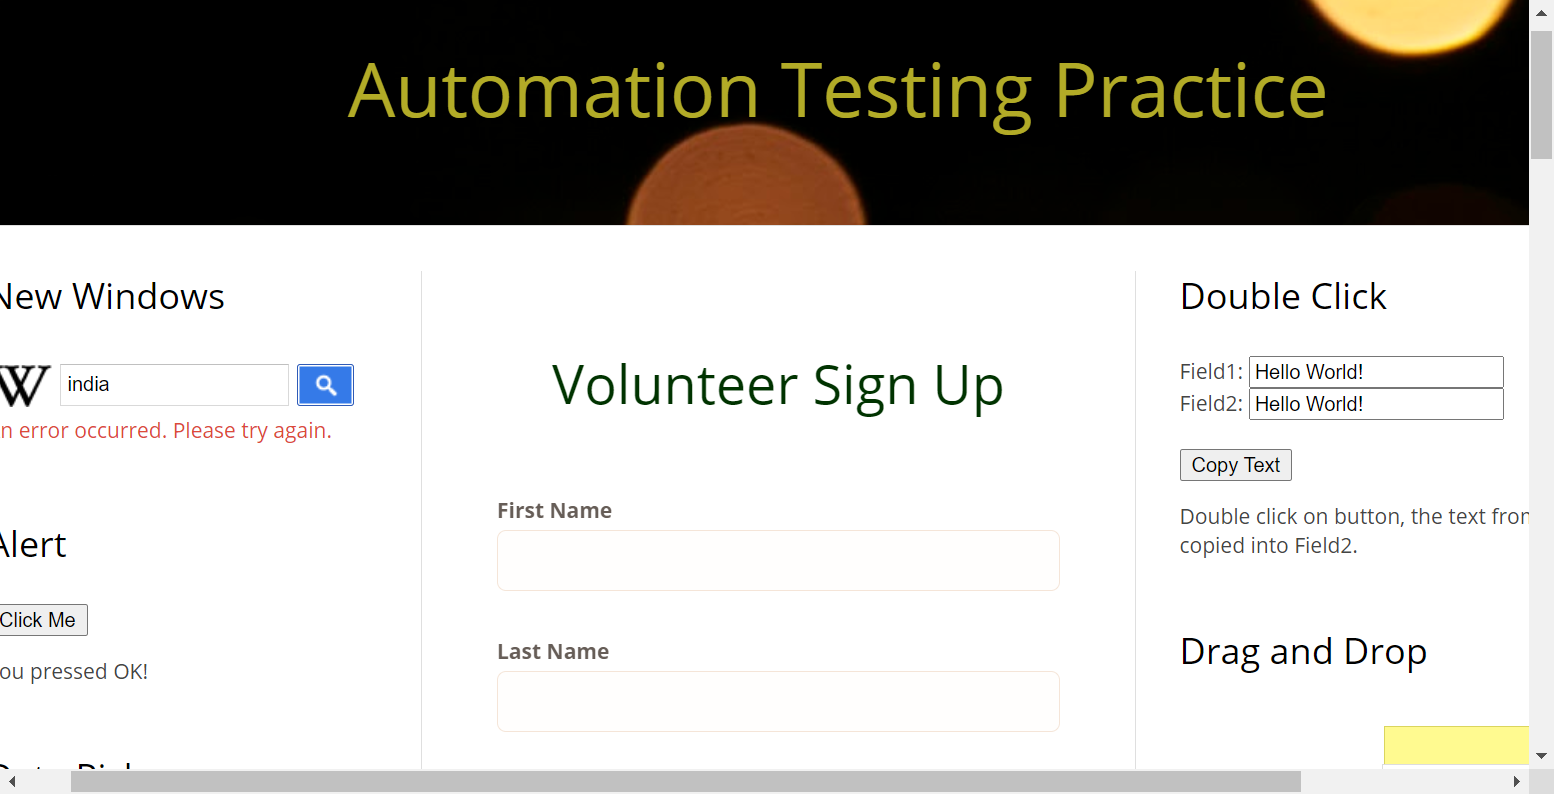 Automation Testing Practice
New Windows
W
india
n error occurred. Please try again.
Alert
Click Me
ou pressed OK!
Volunteer Sign Up
First Name
Last Name
Double Click
Field1: Hello World!
Field2: Hello World!
Copy Text
Double click on button, the text from
copied into Field2.
Drag and Drop